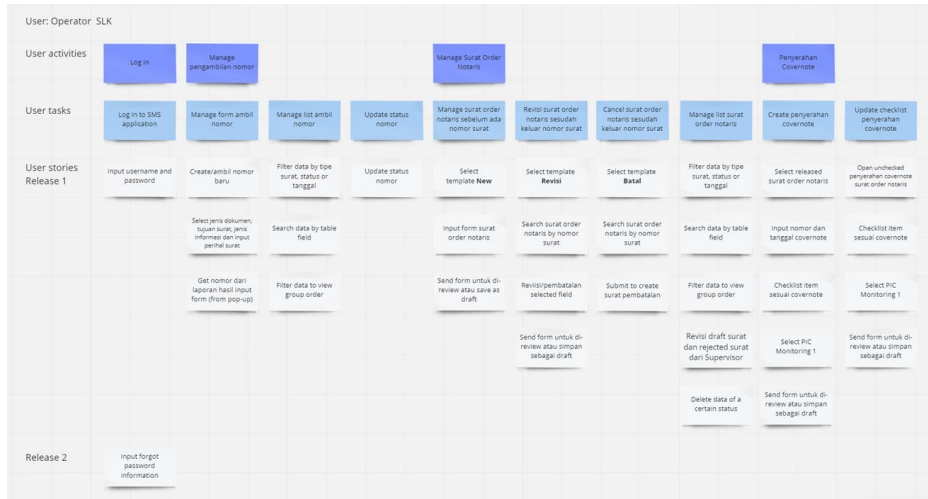 User: Operator SLK
User activities
Log in
Manage
pengambilan nomor
Manage Surat Order
Notaris
Penyerahan
Covernote
User tasks
Log in to SMS
application
Manage form ambil
nomor
Manage list ambil
nomor
Update status
nomor
Manage surat order
notaris sebelum ada
nomor surat
Revisi surat order
notaris sesudah
keluar nomor surat
Cancel surat order
notaris sesudah
keluar nomor surat
Manage list surat
order notaris
Create penyerahan
covernote
Update checklist
penyerahan
covernote
User stories
Release 1
Input username and
password
Create/ambil nomor
baru
Filter data by tipe
surat, status or
tanggal
Update status
nomor
Select
template New
Select template
Revisi
Select template
Batal
Filter data by tipe
surat, status or
tanggal
Select released
surat order notaris
Open unchecked
penyerahan covernote
surat order notaris
Select jenis dokumen,
tujuan surat, jenis
informasi dan input
perihal surat
Search data by table
field
Input form surat
order notaris
Search surat order
notaris by nomor
surat
Search surat order
notaris by nomor
surat
Search data by table
field
Input nomor dan
tanggal covernote
Checklist item
sesuai covernote
Get nomor dari
laporan hasil input
form (from pop-up)
Filter data to view
group order
Send form untuk di-
review atau save as
draft
Reviisi/pembatalan
selected field
Submit to create
surat pembatalan
Filter data to view
group order
Checklist item
sesuai covernote
Select PIC
Monitoring 1
Send form untuk di-
review atau simpan
sebagai draft
Revisi draft surat
dan rejected surat
dari Supervisor
Select PIC
Monitoring 1
Send form untuk di-
review atau simpan
sebagai draft
Delete data of a
certain status
Send form untuk di-
review atau simpan
sebagai draft
Release 2
Input forgot
password
information